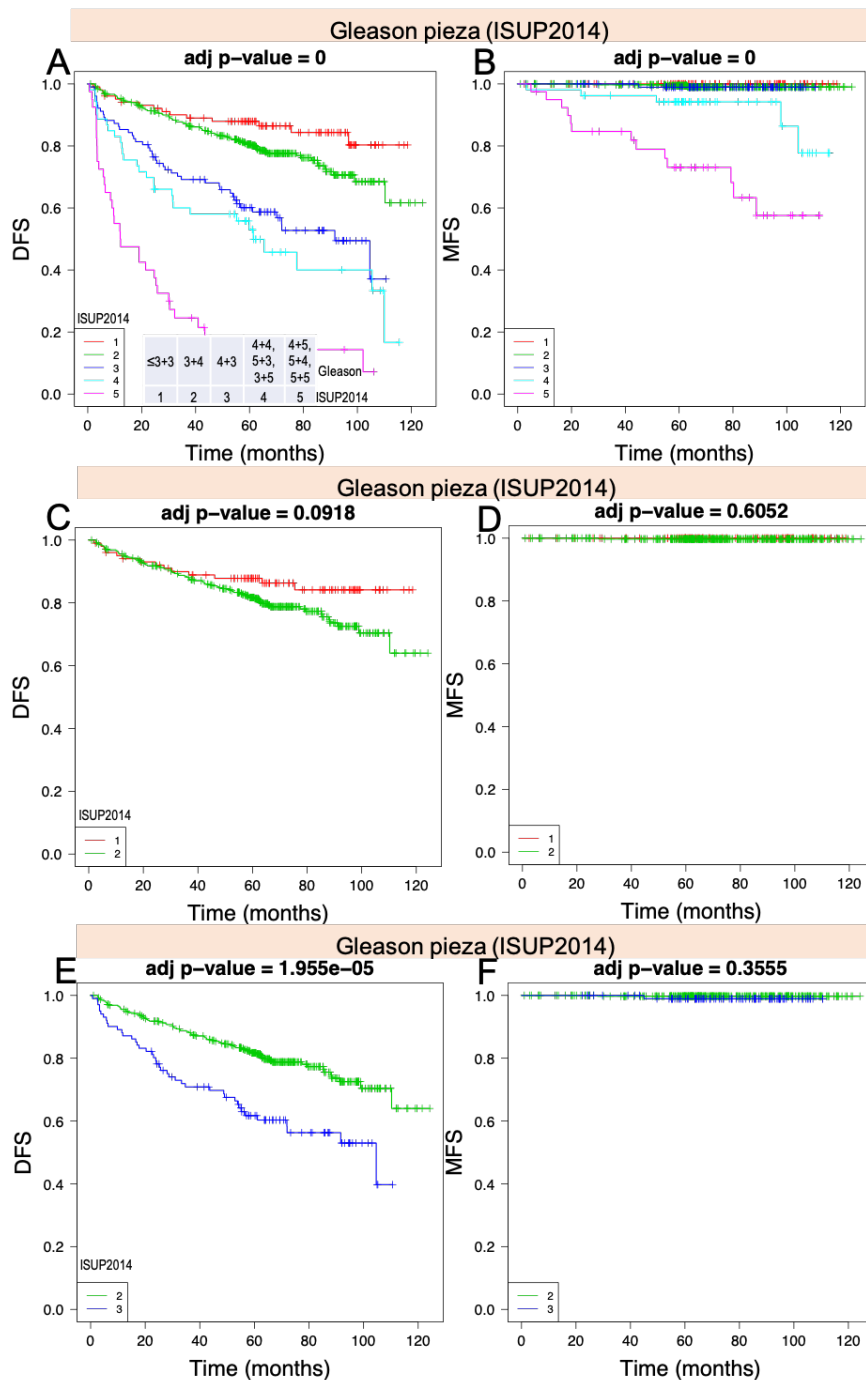 Gleason pieza (ISUP2014)
A
adj p-value = 0
1.0
0.8
0.6
0.4
0.2
0.0
DFS
ISUP2014
1
2
3
4
5
≤3+3
3+4
4+3
4+4,
5+3,
3+5
4+5,
5+4,
5+5
Gleason
1
2
3
4
5
ISUP2014
0 20 40 60 80 100 120
Time (months)
B
adj p-value = 0
1.0
0.8
0.6
0.4
0.2
0.0
MFS
1
2
3
4
5
0 20 40 60 80 100 120
Time (months)
Gleason pieza (ISUP2014)
C
adj p-value = 0.0918
1.0
0.8
0.6
0.4
0.2
0.0
DFS
ISUP2014
1
2
0 20 40 60 80 100 120
Time (months)
D
adj p-value = 0.6052
1.0
0.8
0.6
0.4
0.2
0.0
MFS
1
2
0 20 40 60 80 100 120
Time (months)
Gleason pieza (ISUP2014)
E
adj p-value = 1.955e-05
1.0
0.8
0.6
0.4
0.2
0.0
DFS
ISUP2014
2
3
0 20 40 60 80 100 120
Time (months)
F
adj p-value = 0.3555
1.0
0.8
0.6
0.4
0.2
0.0
MFS
2
3
0 20 40 60 80 100 120
Time (months)